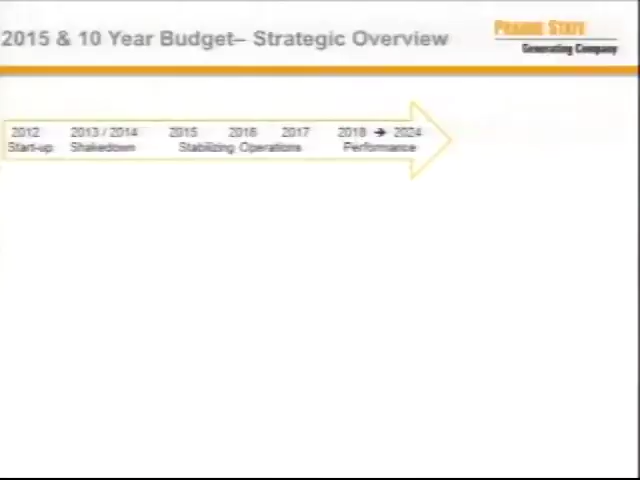 2015 & 10 Year Budget– Strategic Overview
PRAIRIE STATE
Generating Company
2012 2013 / 2014 2015 2016 2017 2018 ➔ 2024
Start-up Shakedown Stabilizing Operations Performance